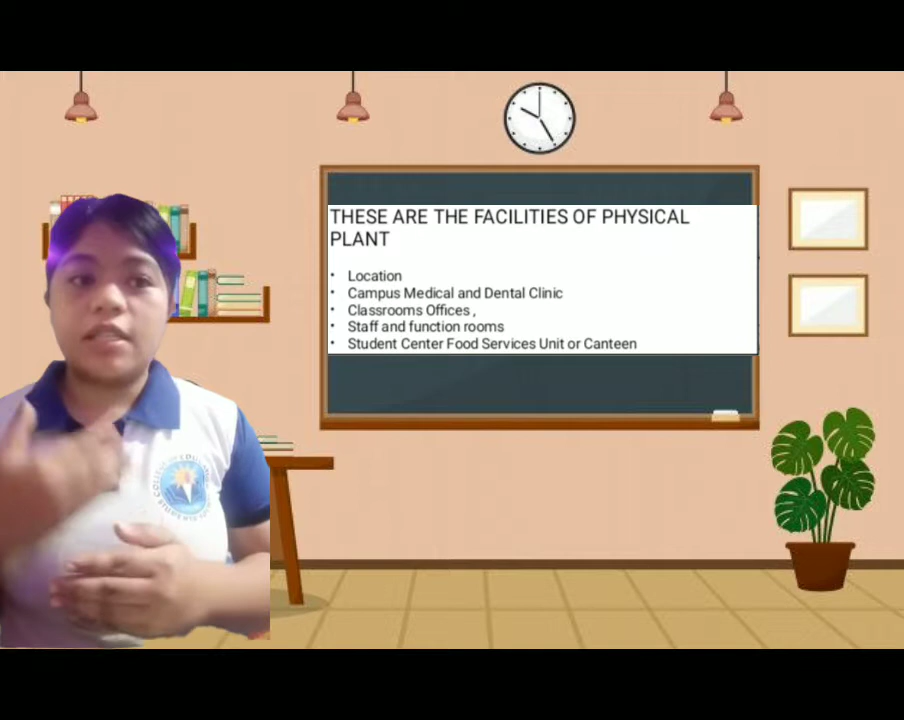 THESE ARE THE FACILITIES OF PHYSICAL
PLANT
• Location
• Campus Medical and Dental Clinic
• Classrooms Offices ,
• Staff and function rooms
• Student Center Food Services Unit or Canteen